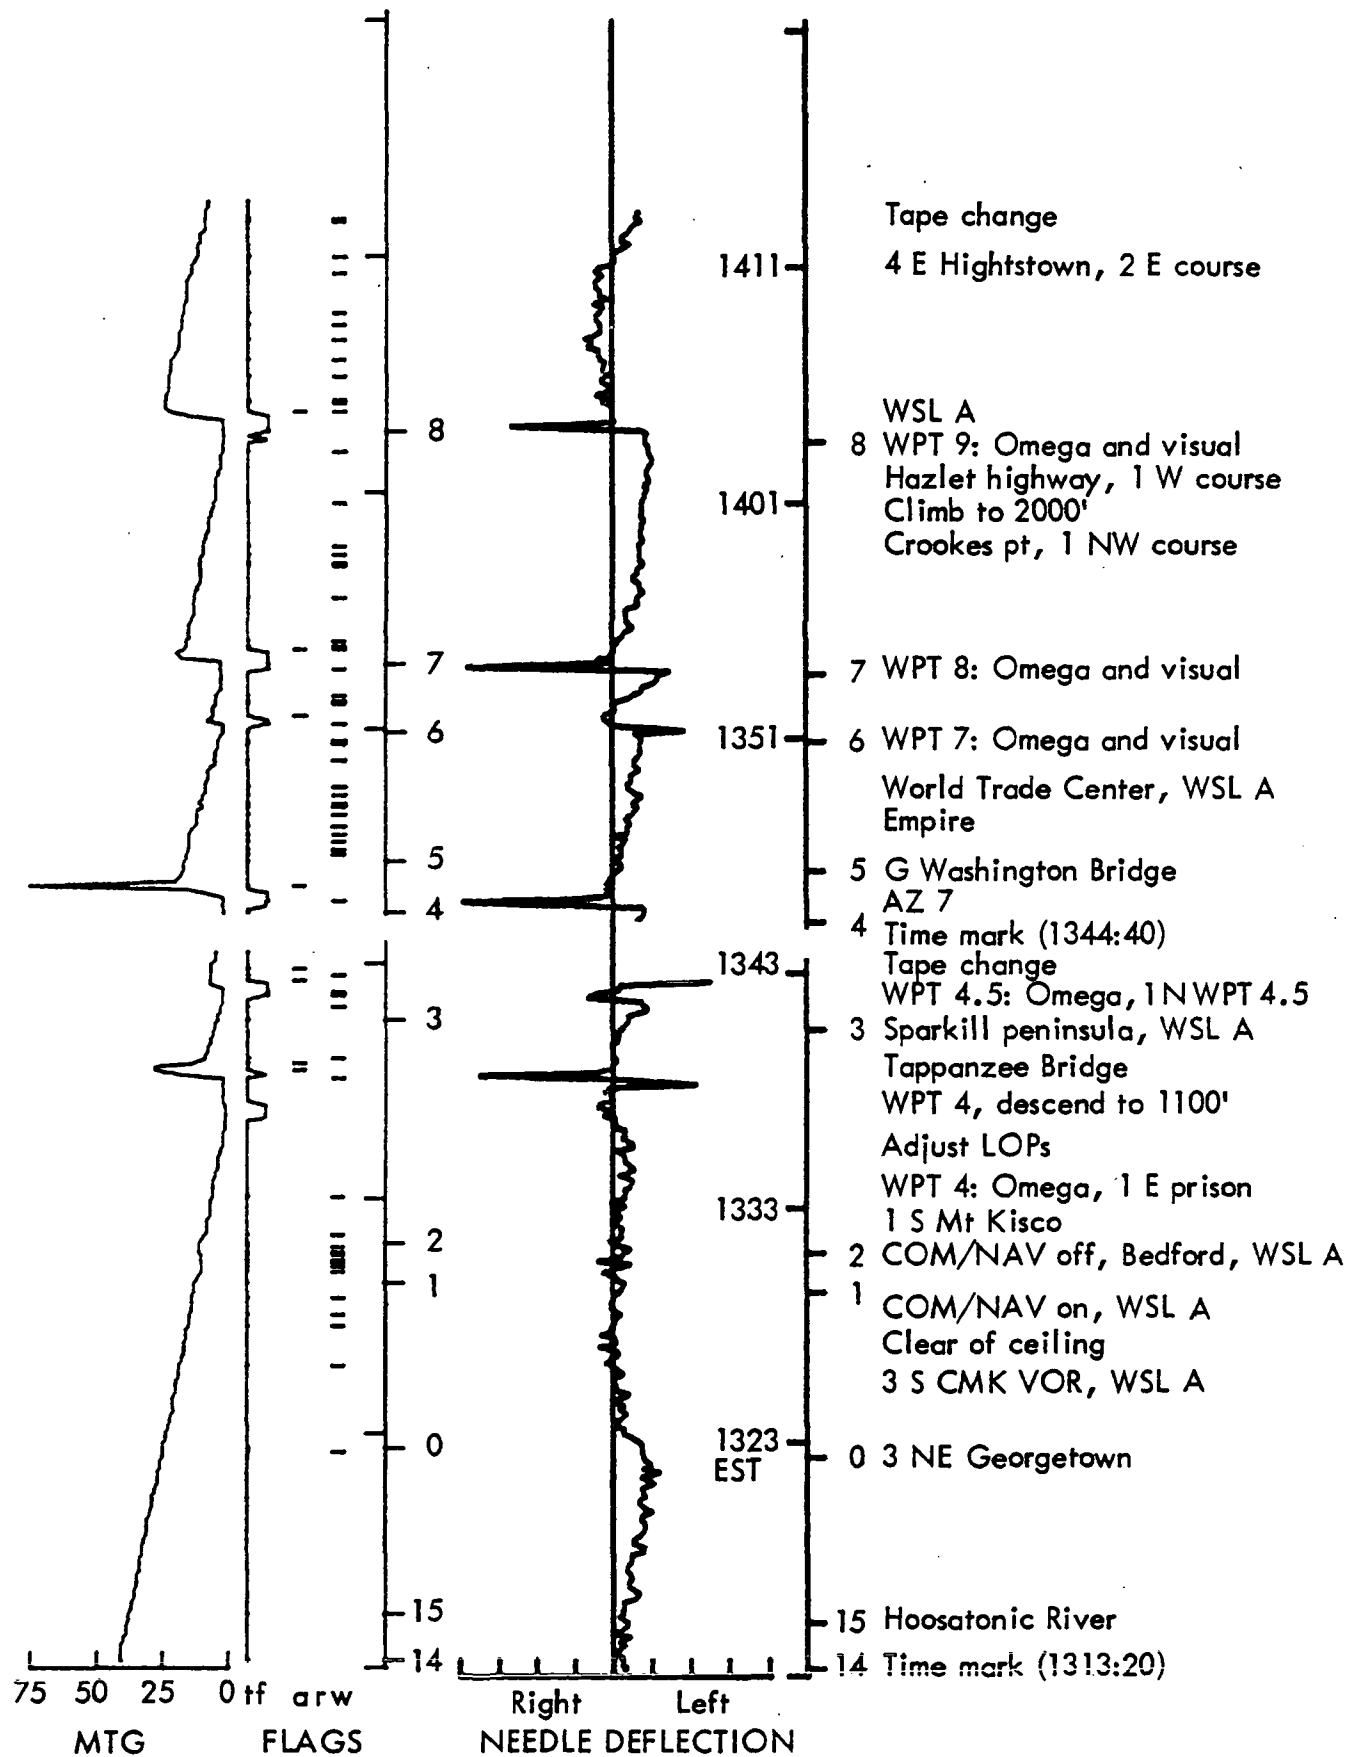 Tape change
1411 4 E Hightstown, 2 E course
WSL A
8 8 WPT 9: Omega and visual
Hazlet highway, 1 W course
1401 Climb to 2000'
Crookes pt, 1 NW course
7 7 WPT 8: Omega and visual
6 1351 6 WPT 7: Omega and visual
World Trade Center, WSL A
Empire
5 5 G Washington Bridge
AZ 7
4 4 Time mark (1344:40)
1343 Tape change
WPT 4.5: Omega, 1 N WPT 4.5
3 3 Sparkill peninsula, WSL A
Tappanzee Bridge
WPT 4, descend to 1100'
Adjust LOPs
WPT 4: Omega, 1 E prison
1333 1 S Mt Kisco
2 2 COM/NAV off, Bedford, WSL A
1 1
COM/NAV on, WSL A
Clear of ceiling
3 S CMK VOR, WSL A
0 1323 0 3 NE Georgetown
EST
15 15 Hoosatonic River
14 14 Time mark (1313:20)
75 50 25 0 tf a r w Right Left
MTG FLAGS NEEDLE DEFLECTION